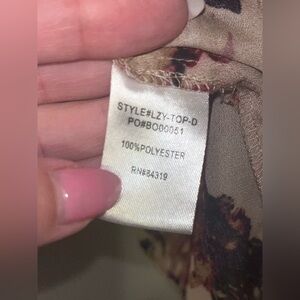 STYLE#LZY-TOP-D
PO#BO00051
100%POLYESTER
RN#84319